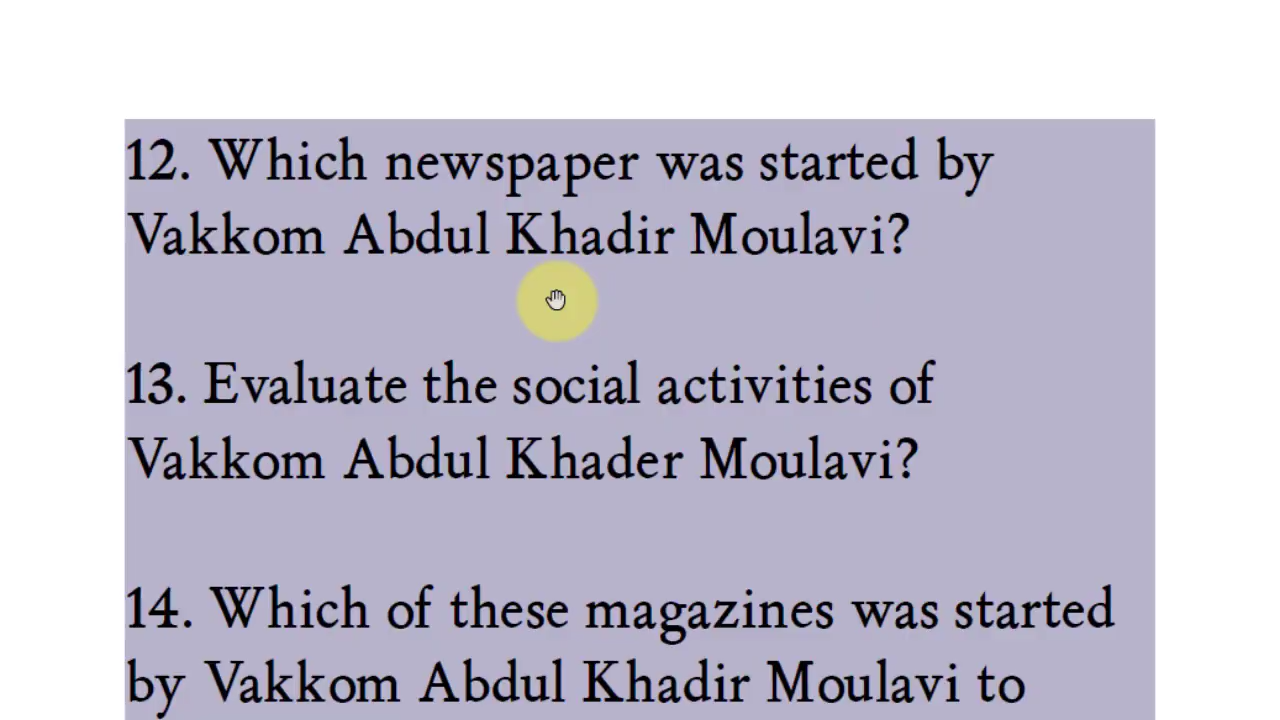 12. Which newspaper was started by
Vakkom Abdul Khadir Moulavi?
13. Evaluate the social activities of
Vakkom Abdul Khader Moulavi?
14. Which of these magazines was started
by Vakkom Abdul Khadir Moulavi to